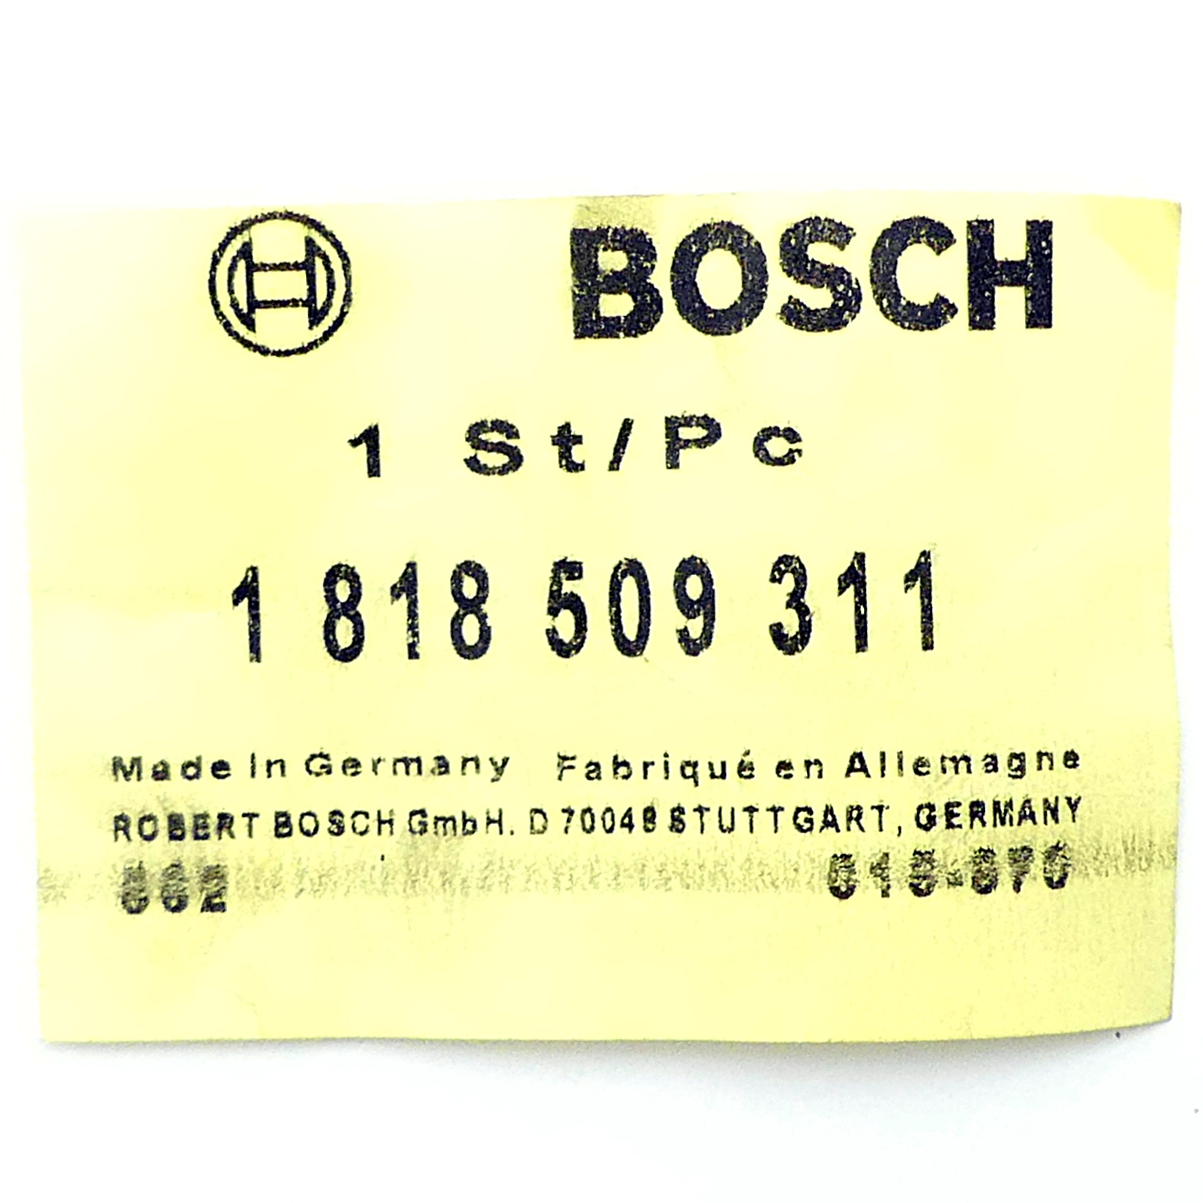 BOSCH
1 St/Pc
1 818 509 311
Made in Germany Fabriqué en Allemagne
ROBERT BOSCH GmbH. D 70049 STUTTGART, GERMANY